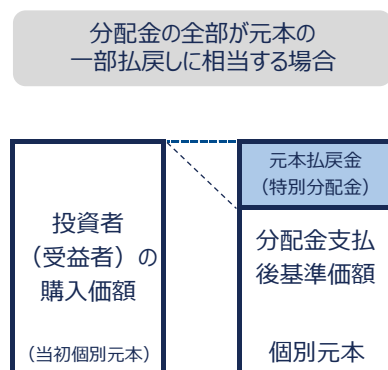 分配金の全部が元本の
一部払戻しに相当する場合
投資者
（受益者）の
購入価額
（当初個別元本）
元本払戻金
（特別分配金）
分配金支払
後基準価額
個別元本